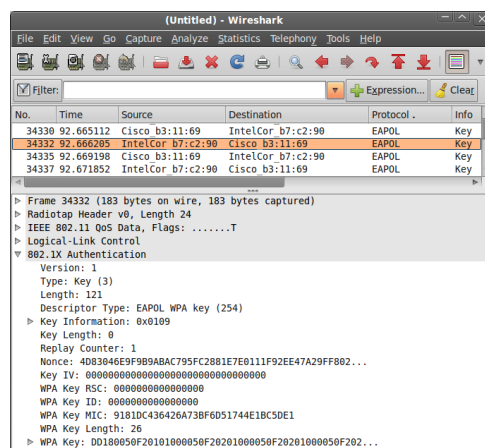 (Untitled) - Wireshark
File Edit View Go Capture Analyze Statistics Telephony Tools Help
Filter: Expression... Clear
No. Time Source Destination Protocol . Info
34330 92.665112 Cisco_b3:11:69 IntelCor_b7:c2:90 EAPOL Key
34332 92.666205 IntelCor_b7:c2:90 Cisco_b3:11:69 EAPOL Key
34335 92.669198 Cisco_b3:11:69 IntelCor_b7:c2:90 EAPOL Key
34337 92.671852 IntelCor_b7:c2:90 Cisco_b3:11:69 EAPOL Key
Frame 34332 (183 bytes on wire, 183 bytes captured)
Radiotap Header v0, Length 24
IEEE 802.11 QoS Data, Flags: .......T
Logical-Link Control
802.1X Authentication
Version: 1
Type: Key (3)
Length: 121
Descriptor Type: EAPOL WPA key (254)
Key Information: 0x0109
Key Length: 0
Replay Counter: 1
Nonce: 4D83046E9F9B9ABAC795FC2881E7E0111F92EE47A29FF802...
Key IV: 00000000000000000000000000000000
WPA Key RSC: 0000000000000000
WPA Key ID: 0000000000000000
WPA Key MIC: 9181DC436426A73BF6D51744E1BC5DE1
WPA Key Length: 26
WPA Key: DD180050F20101000050F20201000050F20201000050F202...